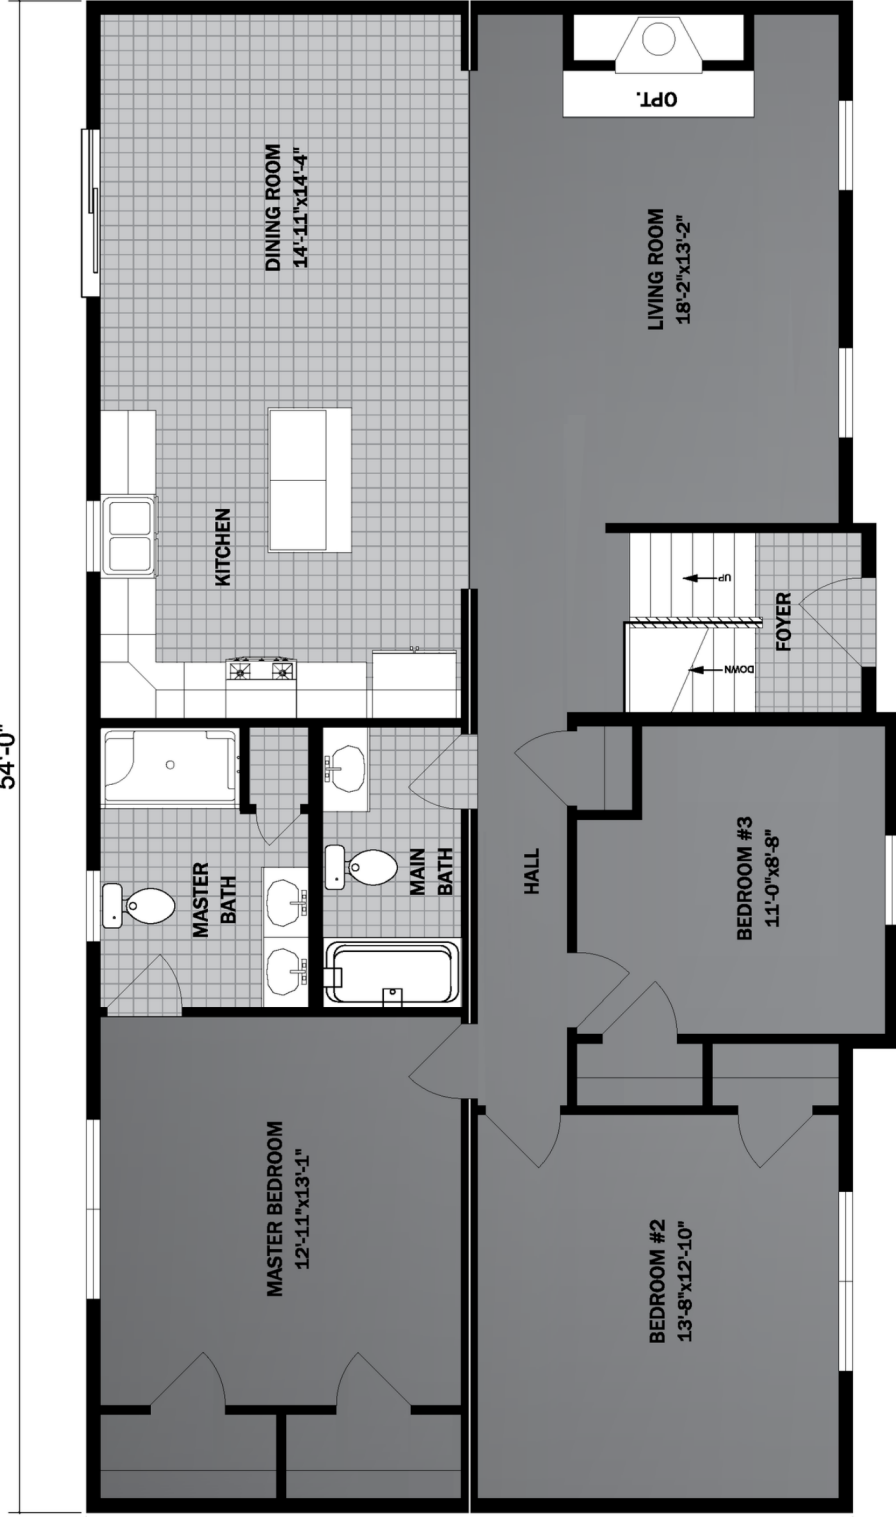 54'-0"
OPT.
DINING ROOM
14'-11"x14'-4"
LIVING ROOM
18'-2"x13'-2"
KITCHEN
UP
FOYER
DOWN
MASTER
BATH
MAIN
BATH
HALL
BEDROOM #3
11'-0"x8'-8"
MASTER BEDROOM
12'-11"x13'-1"
BEDROOM #2
13'-8"x12'-10"